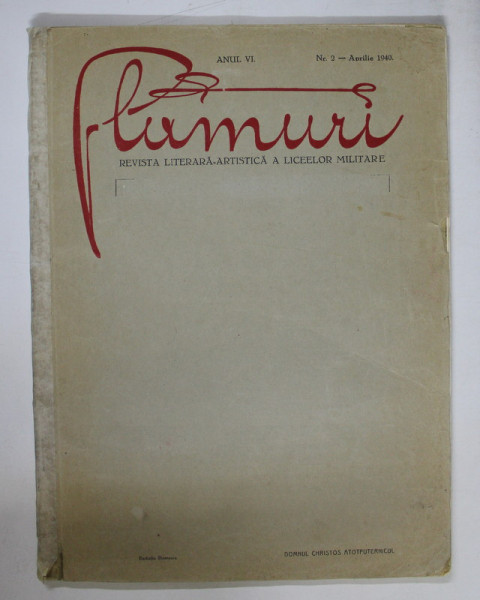 ANUL VI. Nr. 2 — Aprilie 1940.
Flamuri
REVISTA LITERARĂ-ARTISTICĂ A LICEELOR MILITARE
DOMNUL CHRISTOS ATOTPUTERNICUL